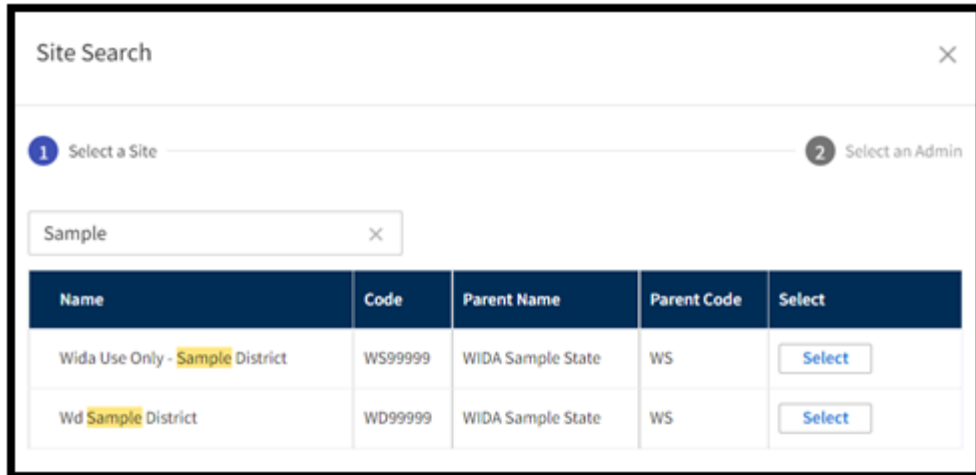 Site Search
1 Select a Site 2 Select an Admin
Sample
Name Code Parent Name Parent Code Select
Wida Use Only - Sample District WS99999 WIDA Sample State WS Select
Wd Sample District WD99999 WIDA Sample State WS Select